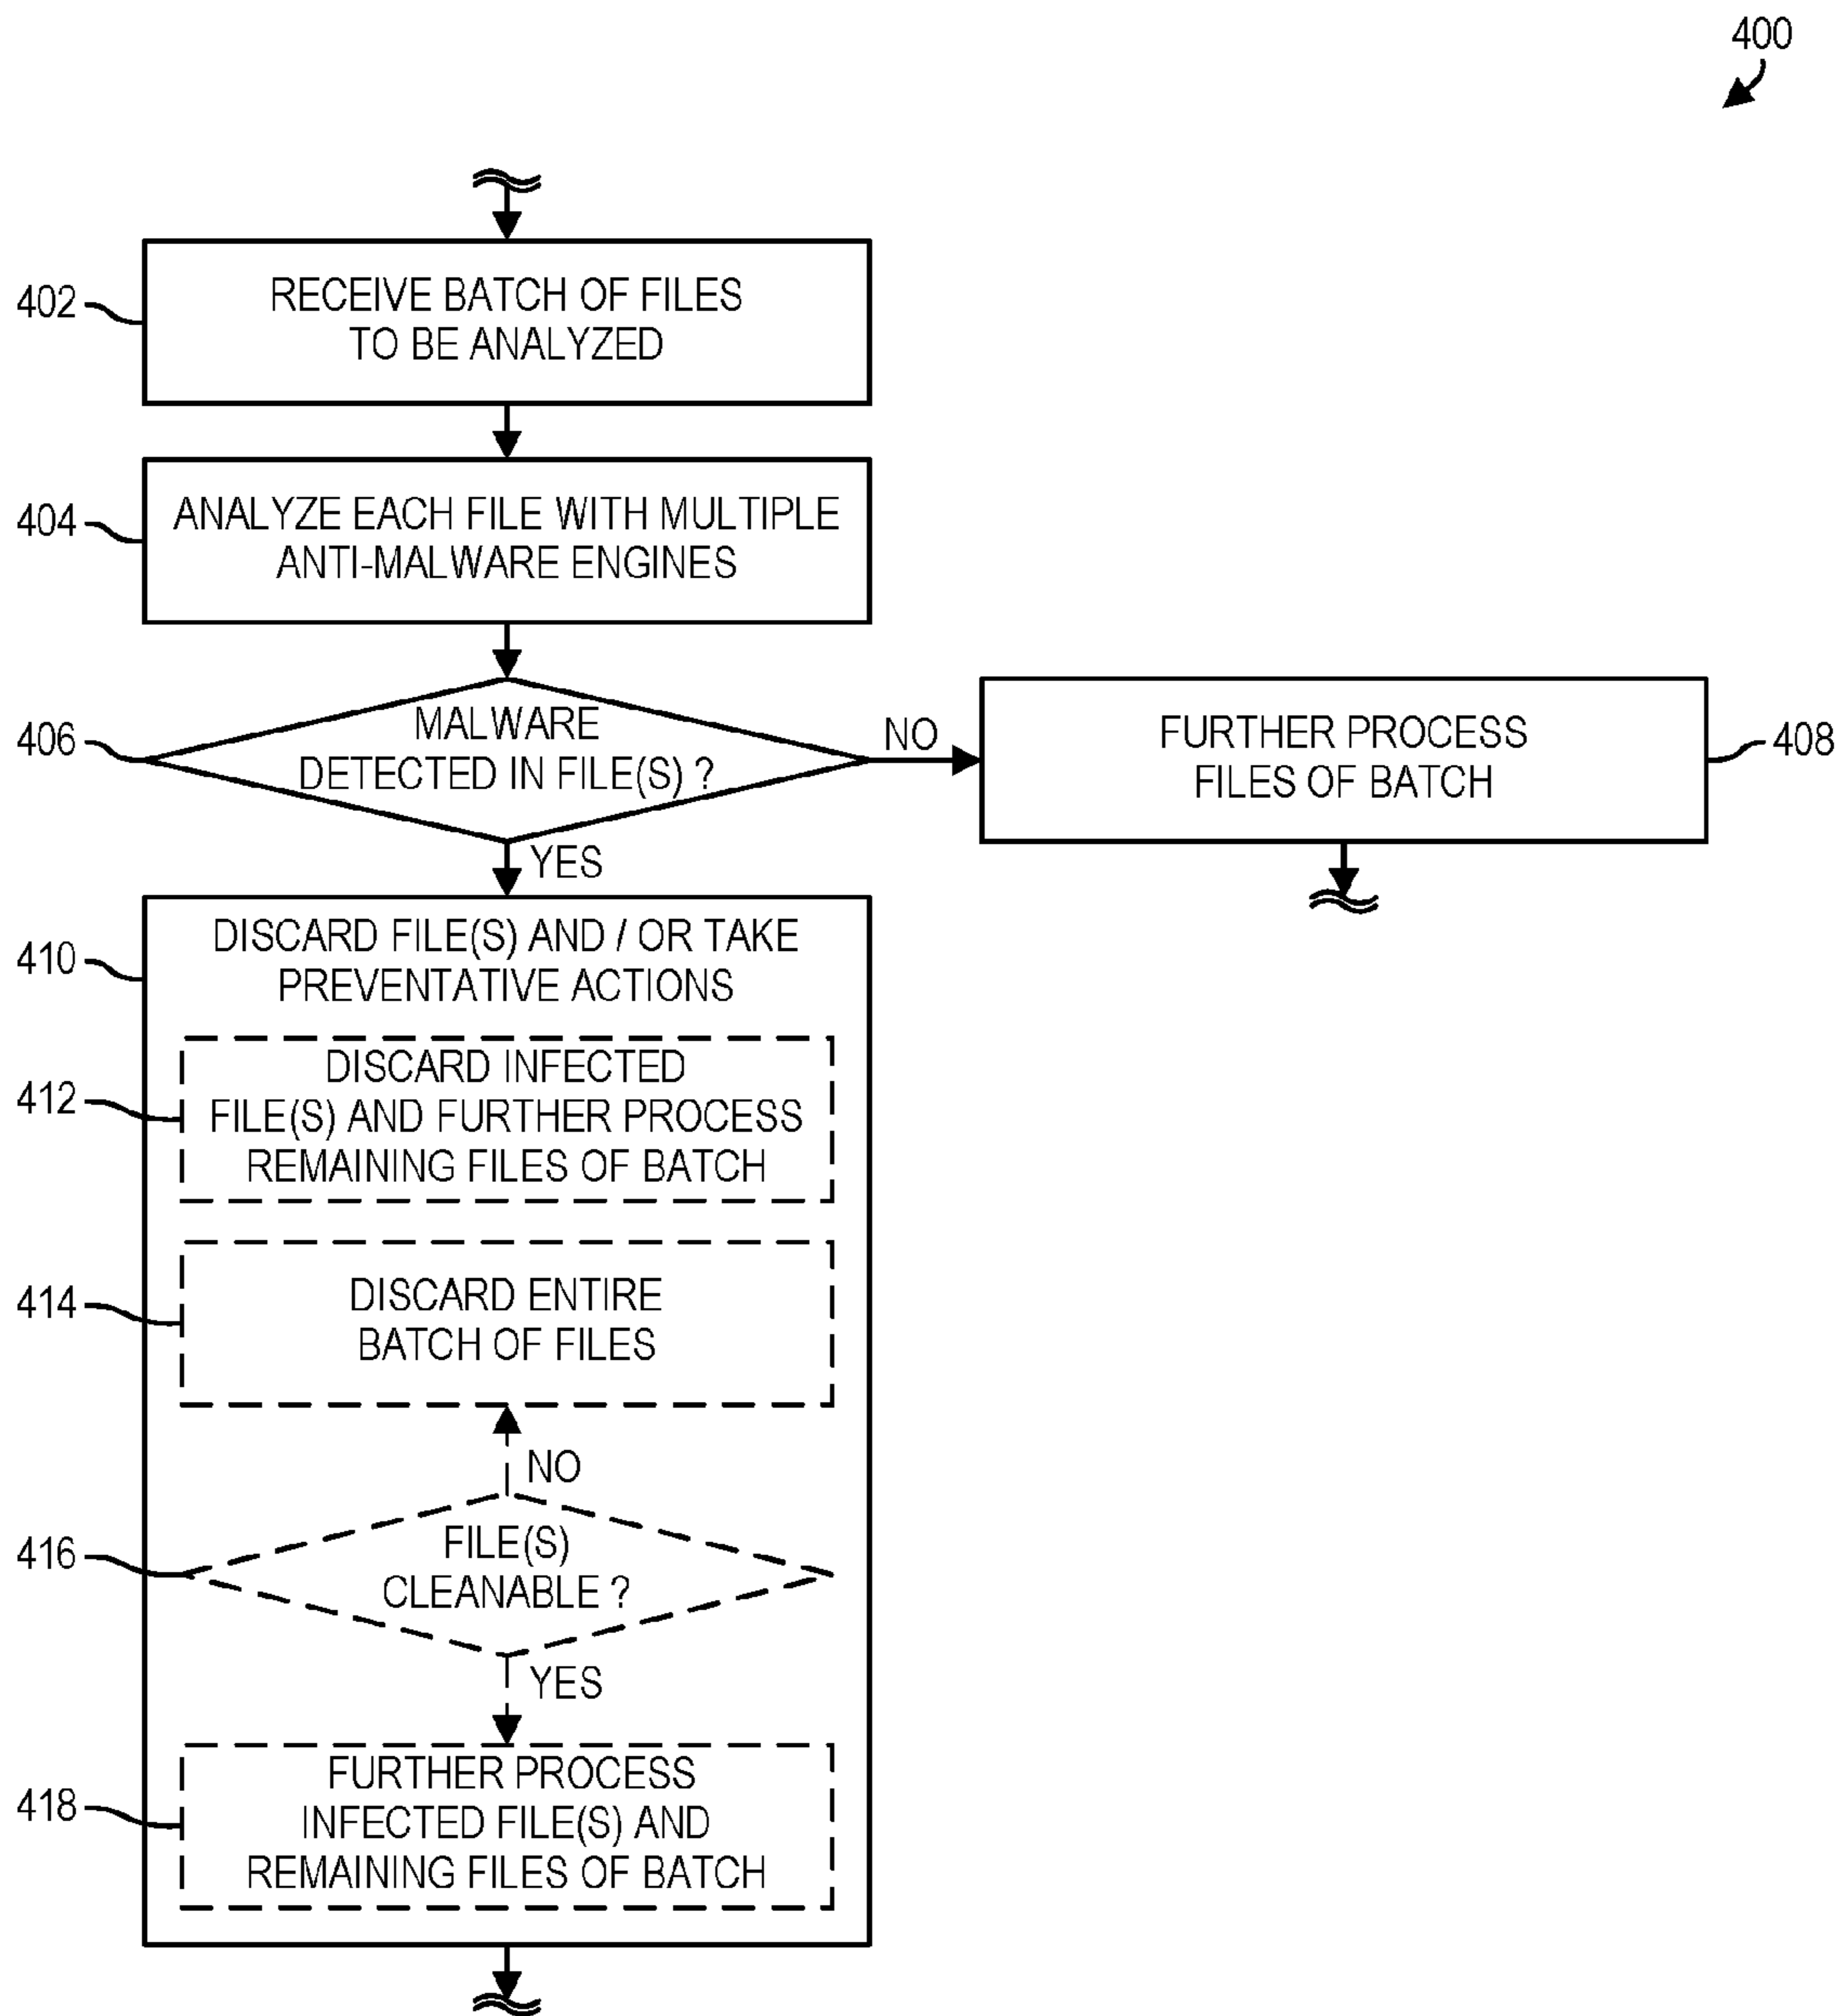 400
402
RECEIVE BATCH OF FILES
TO BE ANALYZED
404
ANALYZE EACH FILE WITH MULTIPLE
ANTI-MALWARE ENGINES
406
MALWARE
DETECTED IN FILE(S) ?
NO
FURTHER PROCESS
FILES OF BATCH
408
YES
410
DISCARD FILE(S) AND / OR TAKE
PREVENTATIVE ACTIONS
412
DISCARD INFECTED
FILE(S) AND FURTHER PROCESS
REMAINING FILES OF BATCH
414
DISCARD ENTIRE
BATCH OF FILES
NO
416
FILE(S)
CLEANABLE ?
YES
418
FURTHER PROCESS
INFECTED FILE(S) AND
REMAINING FILES OF BATCH